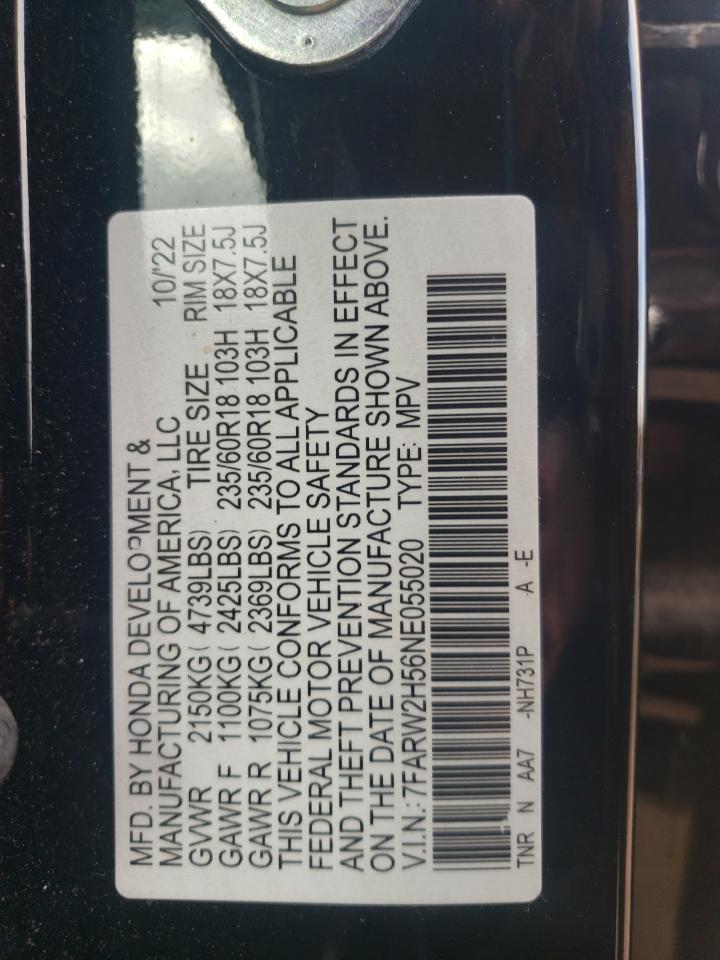 MFD. BY HONDA DEVELOPMENT &
MANUFACTURING OF AMERICA, LLC 10/'22
GVWR 2150KG( 4739LBS) TIRE SIZE RIM SIZE
GAWR F 1100KG( 2425LBS) 235/60R18 103H 18X7.5J
GAWR R 1075KG( 2369LBS) 235/60R18 103H 18X7.5J
THIS VEHICLE CONFORMS TO ALL APPLICABLE
FEDERAL MOTOR VEHICLE SAFETY
AND THEFT PREVENTION STANDARDS IN EFFECT
ON THE DATE OF MANUFACTURE SHOWN ABOVE.
V.I.N.: 7FARW2H56NE055020 TYPE: MPV
TNR N AA7 -NH731P A -E